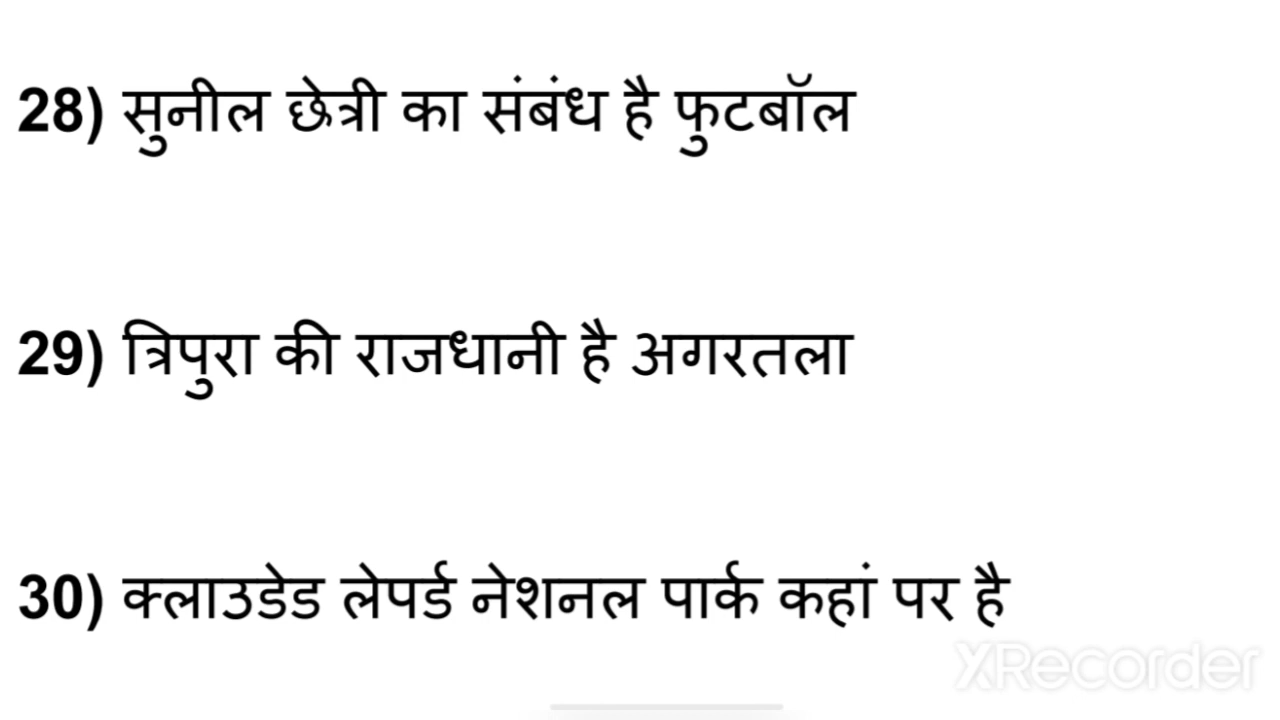 28) सुनील छेत्री का संबंध है फुटबॉल
29) त्रिपुरा की राजधानी है अगरतला
30) क्लाउडेड लेपर्ड नेशनल पार्क कहां पर है
XRecorder